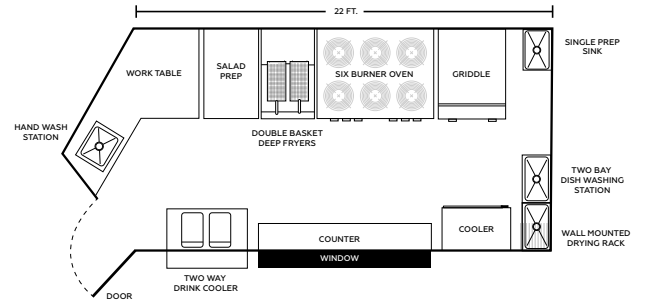 22 FT.
WORK TABLE
SALAD
PREP
SIX BURNER OVEN
GRIDDLE
SINGLE PREP
SINK
HAND WASH
STATION
DOUBLE BASKET
DEEP FRYERS
TWO BAY
DISH WASHING
STATION
COOLER
WALL MOUNTED
DRYING RACK
COUNTER
WINDOW
TWO WAY
DRINK COOLER
DOOR